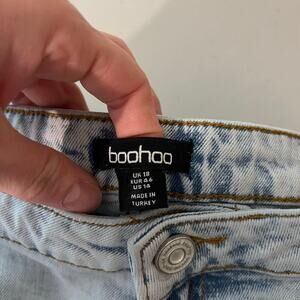 boohoo
UK 18
EUR 46
US 14
MADE IN
TURKEY